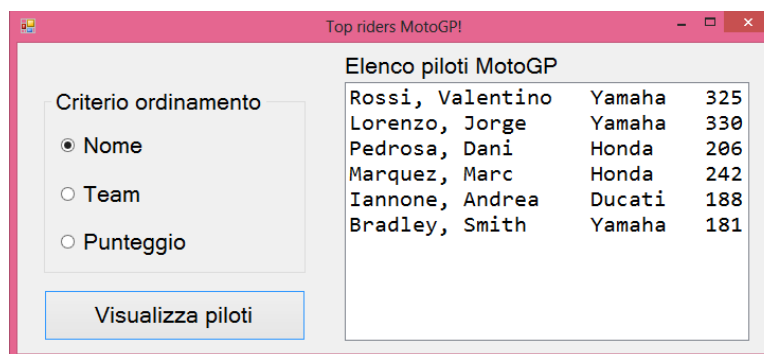 Top riders MotoGP!
Elenco piloti MotoGP
Criterio ordinamento
Nome
Team
Punteggio
Visualizza piloti
Rossi, Valentino Yamaha 325
Lorenzo, Jorge Yamaha 330
Pedrosa, Dani Honda 206
Marquez, Marc Honda 242
Iannone, Andrea Ducati 188
Bradley, Smith Yamaha 181